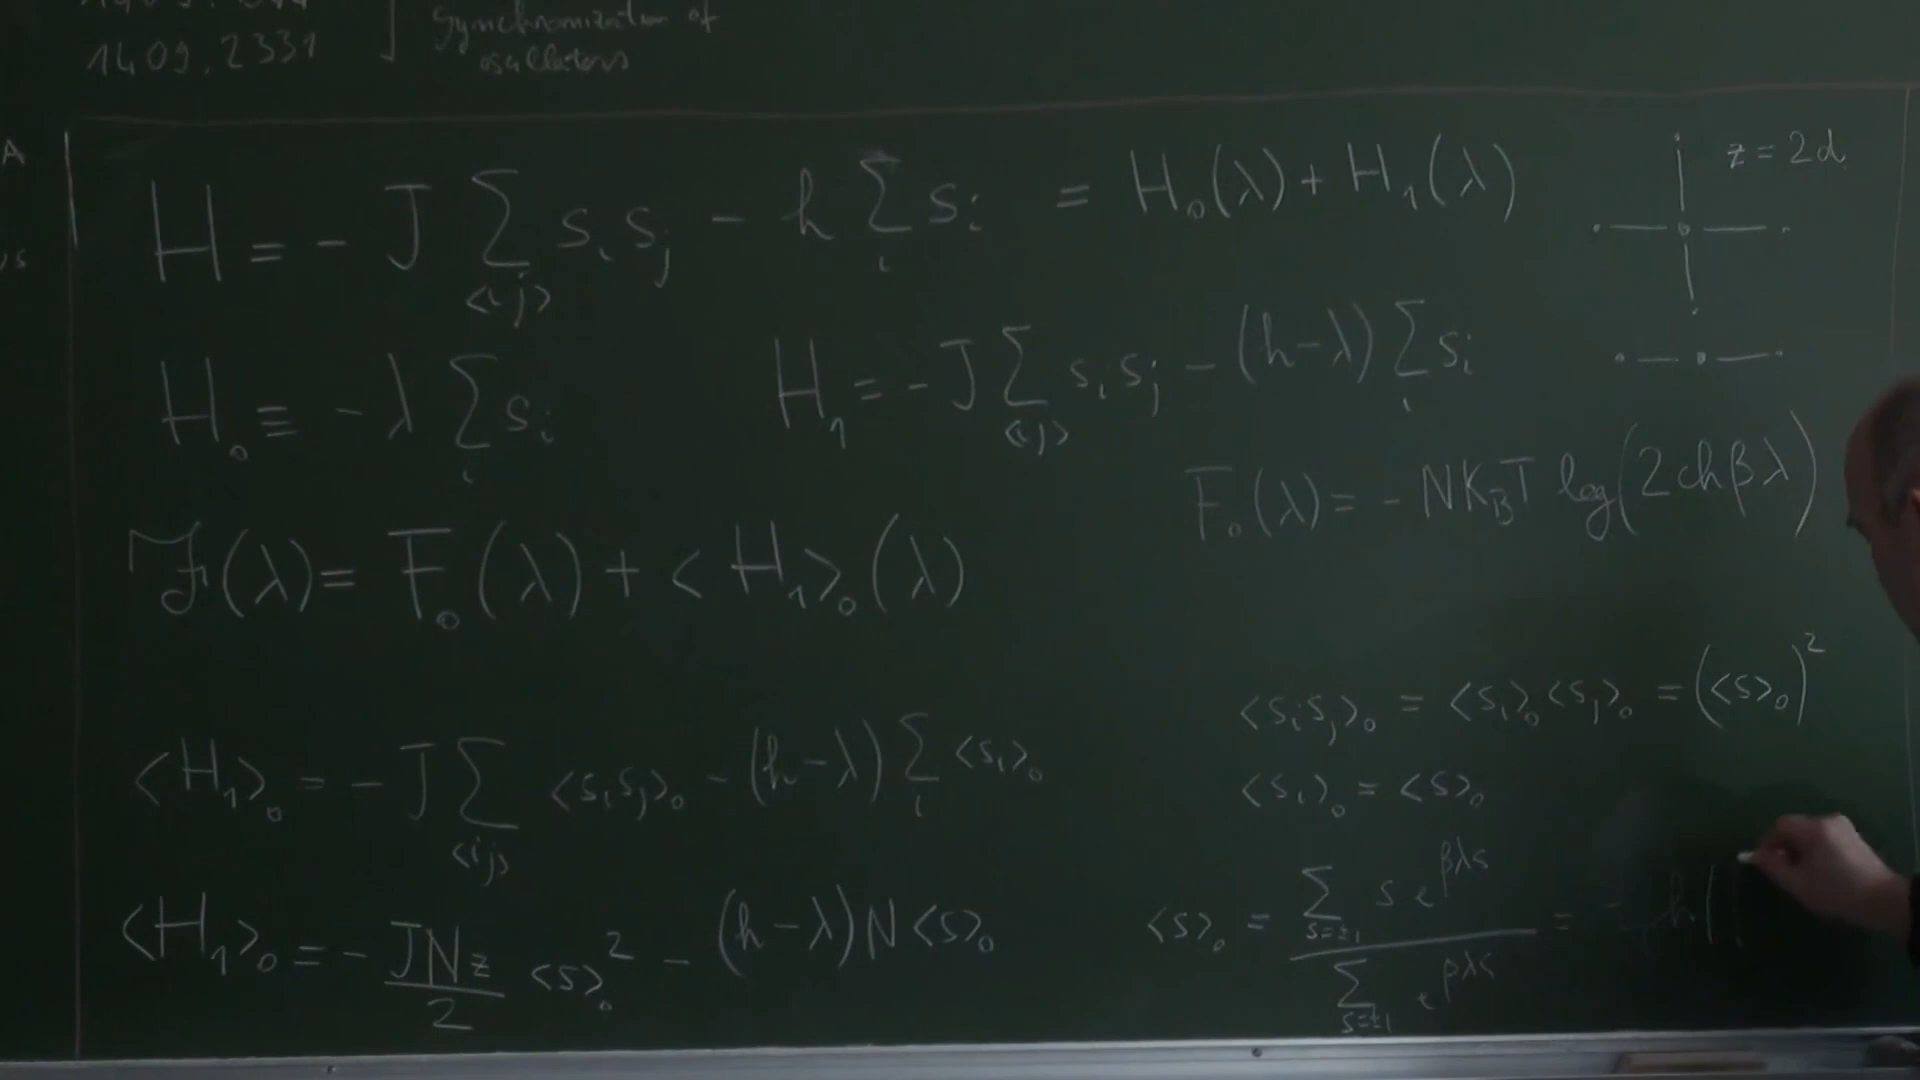 14.09.2331 Synchronization of
oscillators
A
H = - J ∑_{<ij>} s_i s_j - h ∑_i s_i = H_0(λ) + H_1(λ)
z = 2d
H_0 ≡ - λ ∑_i s_i
H_1 = - J ∑_{<ij>} s_i s_j - (h-λ) ∑_i s_i
F_0(λ) = - N K_B T log(2 ch βλ)
ℱ(λ) = F_0(λ) + <H_1>_0(λ)
<s_i s_j>_0 = <s_i>_0 <s_j>_0 = (<s>_0)^2
<H_1>_0 = - J ∑_{<ij>} <s_i s_j>_0 - (h-λ) ∑_i <s_i>_0
<s_i>_0 = <s>_0
<H_1>_0 = - \frac{JNz}{2} <s>_0^2 - (h-λ) N <s>_0
<s>_0 = \frac{∑_{s=±1} s e^{βλs}}{∑_{s=±1} e^{βλs}} =